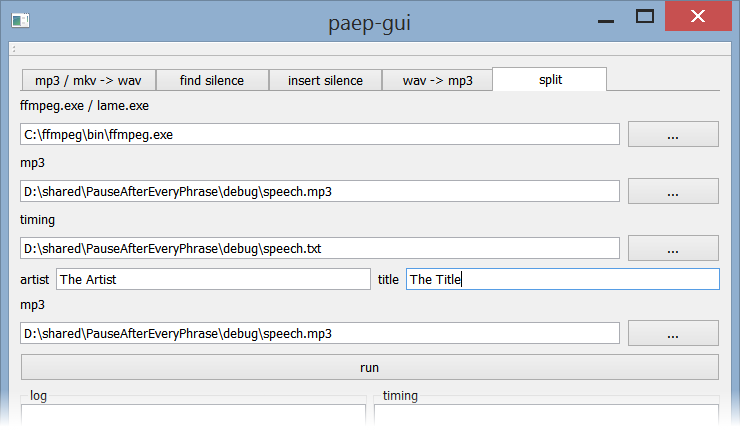 paep-gui
mp3 / mkv -> wav find silence insert silence wav -> mp3 split
ffmpeg.exe / lame.exe
C:\ffmpeg\bin\ffmpeg.exe ...
mp3
D:\shared\PauseAfterEveryPhrase\debug\speech.mp3 ...
timing
D:\shared\PauseAfterEveryPhrase\debug\speech.txt ...
artist The Artist title The Title
mp3
D:\shared\PauseAfterEveryPhrase\debug\speech.mp3 ...
run
log timing